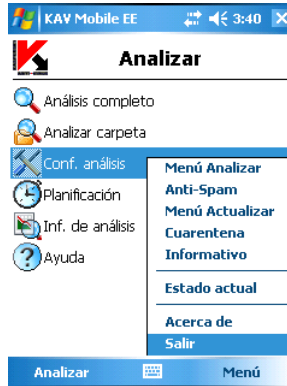 KAV Mobile EE 3:40
Analizar
Análisis completo
Analizar carpeta
Conf. análisis
Planificación
Inf. de análisis
Ayuda
Menú Analizar
Anti-Spam
Menú Actualizar
Cuarentena
Informativo
Estado actual
Acerca de
Salir
Analizar Menú